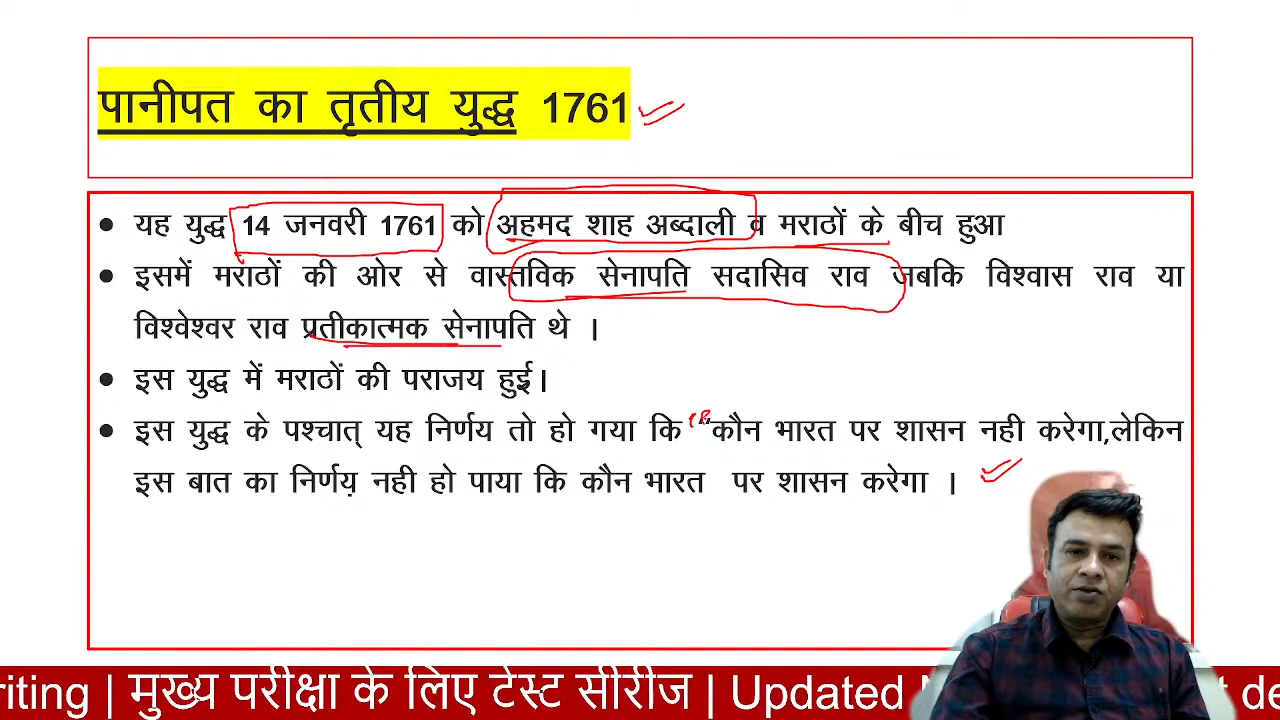 पानीपत का तृतीय युद्ध 1761
• यह युद्ध 14 जनवरी 1761 को अहमद शाह अब्दाली व मराठों के बीच हुआ
• इसमें मराठों की ओर से वास्तविक सेनापति सदासिव राव जबकि विश्वास राव या
विश्वेश्वर राव प्रतीकात्मक सेनापति थे ।
• इस युद्ध में मराठों की पराजय हुई।
• इस युद्ध के पश्चात् यह निर्णय तो हो गया कि कौन भारत पर शासन नही करेगा,लेकिन
इस बात का निर्णय़ नही हो पाया कि कौन भारत पर शासन करेगा ।
riting | मुख्य परीक्षा के लिए टेस्ट सीरीज | Updated